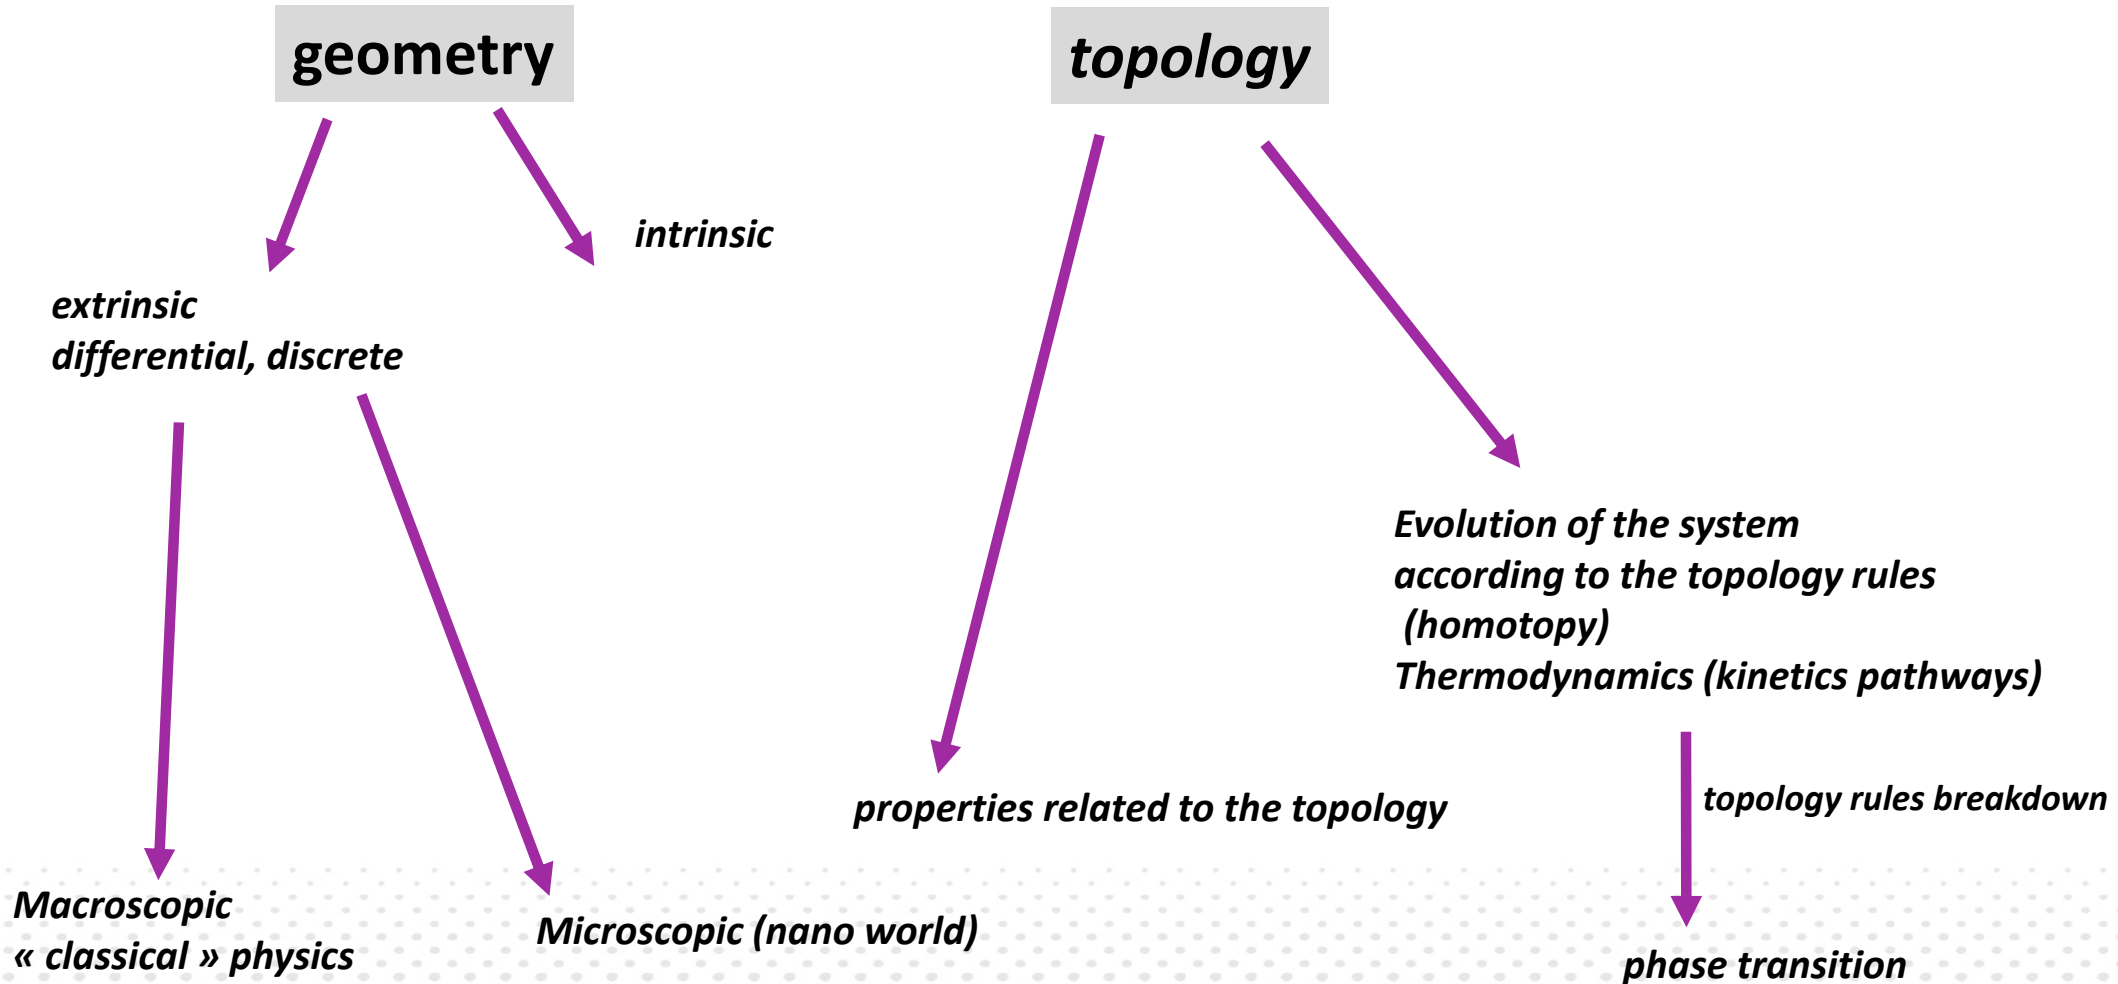 geometry
topology
intrinsic
extrinsic
differential, discrete
Evolution of the system
according to the topology rules
(homotopy)
Thermodynamics (kinetics pathways)
properties related to the topology
topology rules breakdown
Macroscopic
« classical » physics
Microscopic (nano world)
phase transition